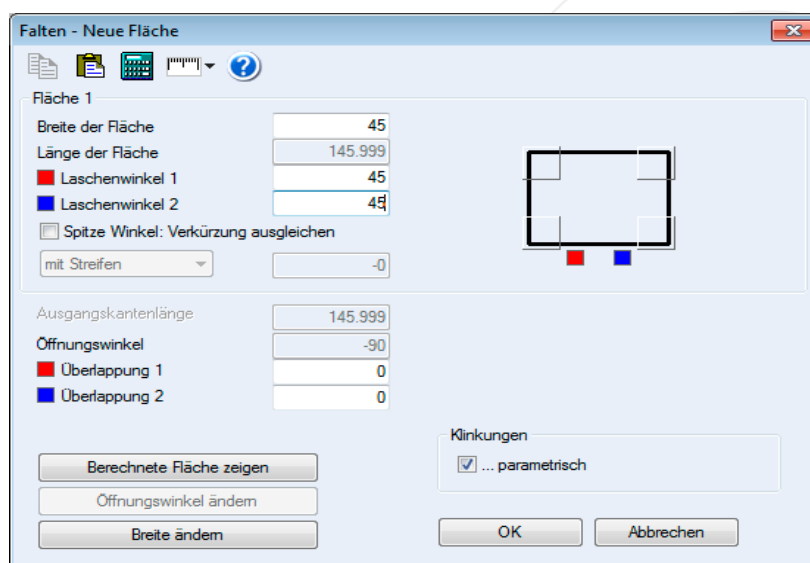 Falten - Neue Fläche
Fläche 1
Breite der Fläche 45
Länge der Fläche 145.999
Laschenwinkel 1 45
Laschenwinkel 2 45
Spitze Winkel: Verkürzung ausgleichen
mit Streifen -0
Ausgangskantenlänge 145.999
Öffnungswinkel -90
Überlappung 1 0
Überlappung 2 0
Klinkungen
... parametrisch
Berechnete Fläche zeigen
Öffnungswinkel ändern
Breite ändern
OK Abbrechen